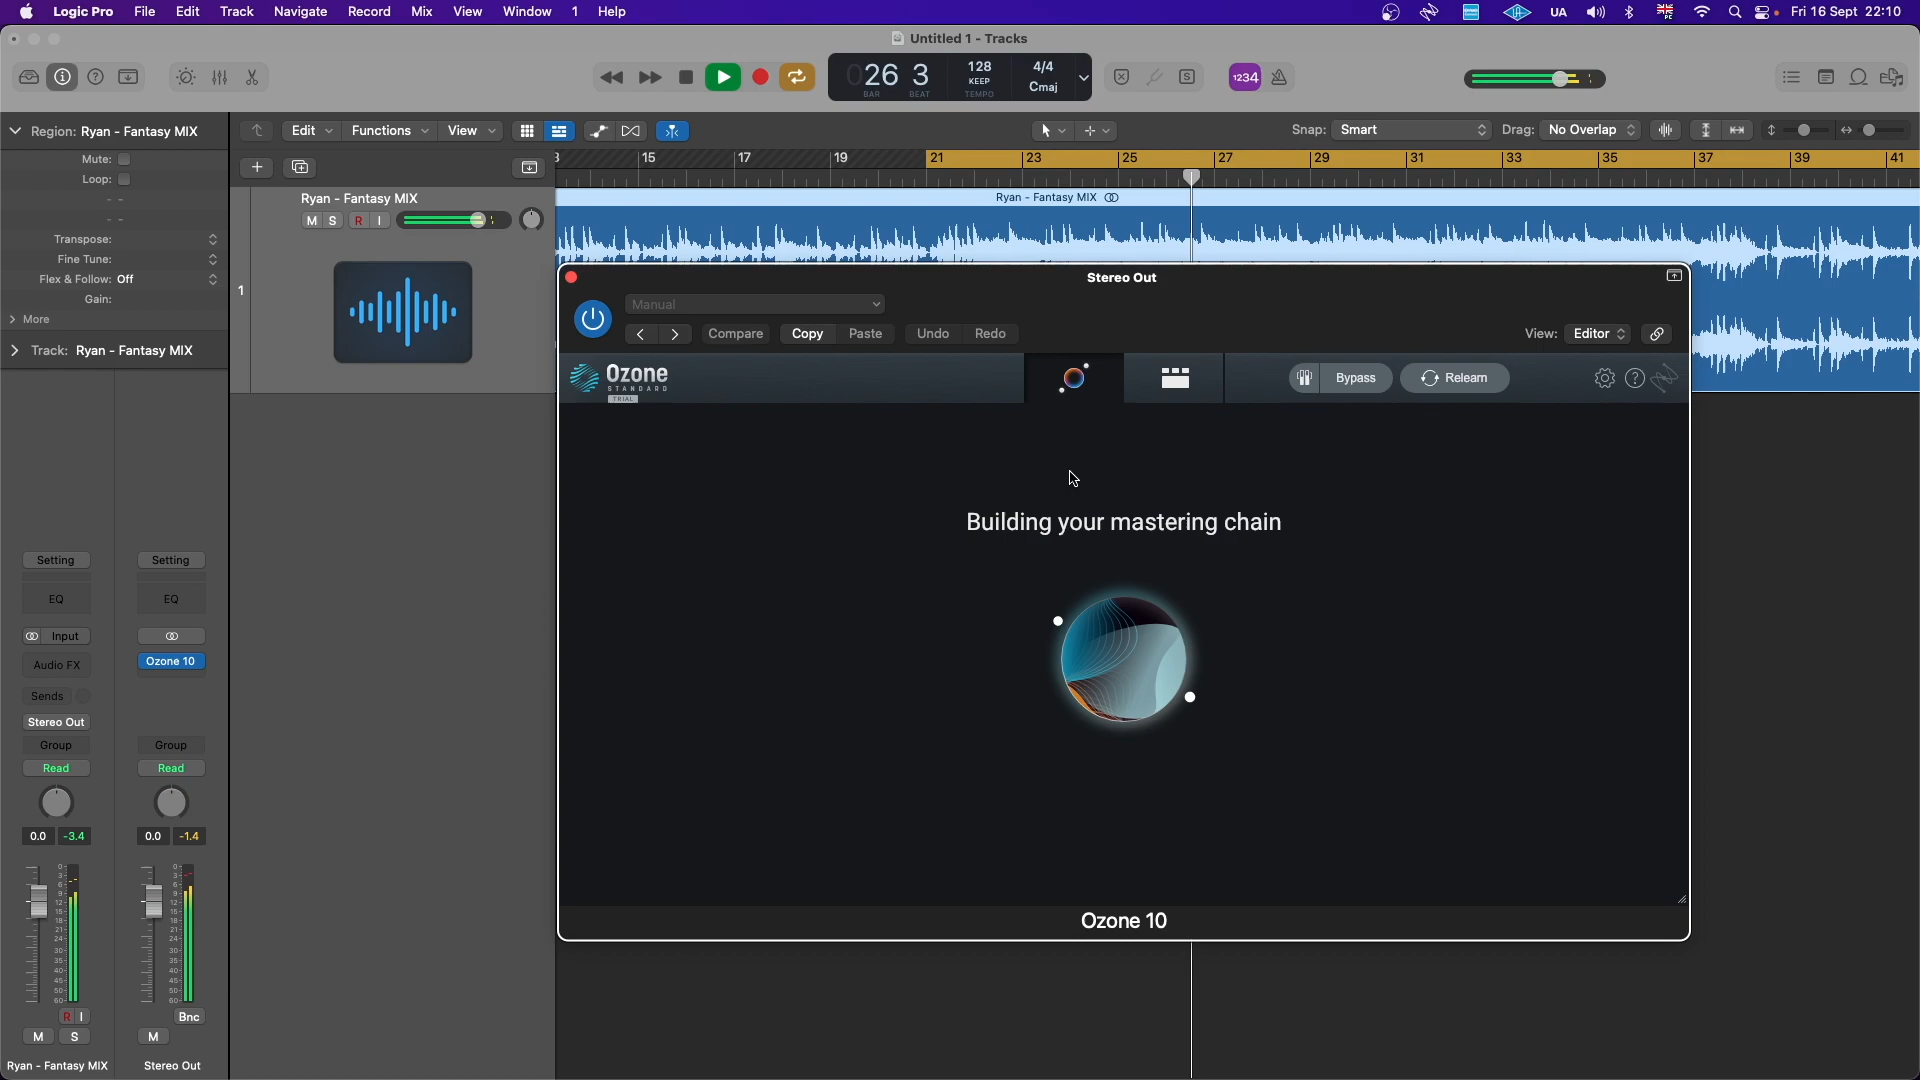 Logic Pro File Edit Track Navigate Record Mix View Window 1 Help UA Fri 16 Sept 22:10
Untitled 1 - Tracks
026 3 128 KEEP 4/4 Cmaj
BAR BEAT TEMPO
1234
Region: Ryan - Fantasy MIX
Edit Functions View
Snap: Smart Drag: No Overlap
Mute:
Loop:
Transpose:
Fine Tune:
Flex & Follow: Off
Gain:
More
Track: Ryan - Fantasy MIX
15 17 19 21 23 25 27 29 31 33 35 37 39 41
Ryan - Fantasy MIX
M S R I
1
Ryan - Fantasy MIX
Stereo Out
Manual
Compare Copy Paste Undo Redo
View: Editor
Ozone
STANDARD
TRIAL
Bypass Relearn
Building your mastering chain
Ozone 10
Setting Setting
EQ EQ
Input
Audio FX Ozone 10
Sends
Stereo Out
Group Group
Read Read
0.0 -3.4 0.0 -1.4
R I Bnc
M S M
Ryan - Fantasy MIX Stereo Out